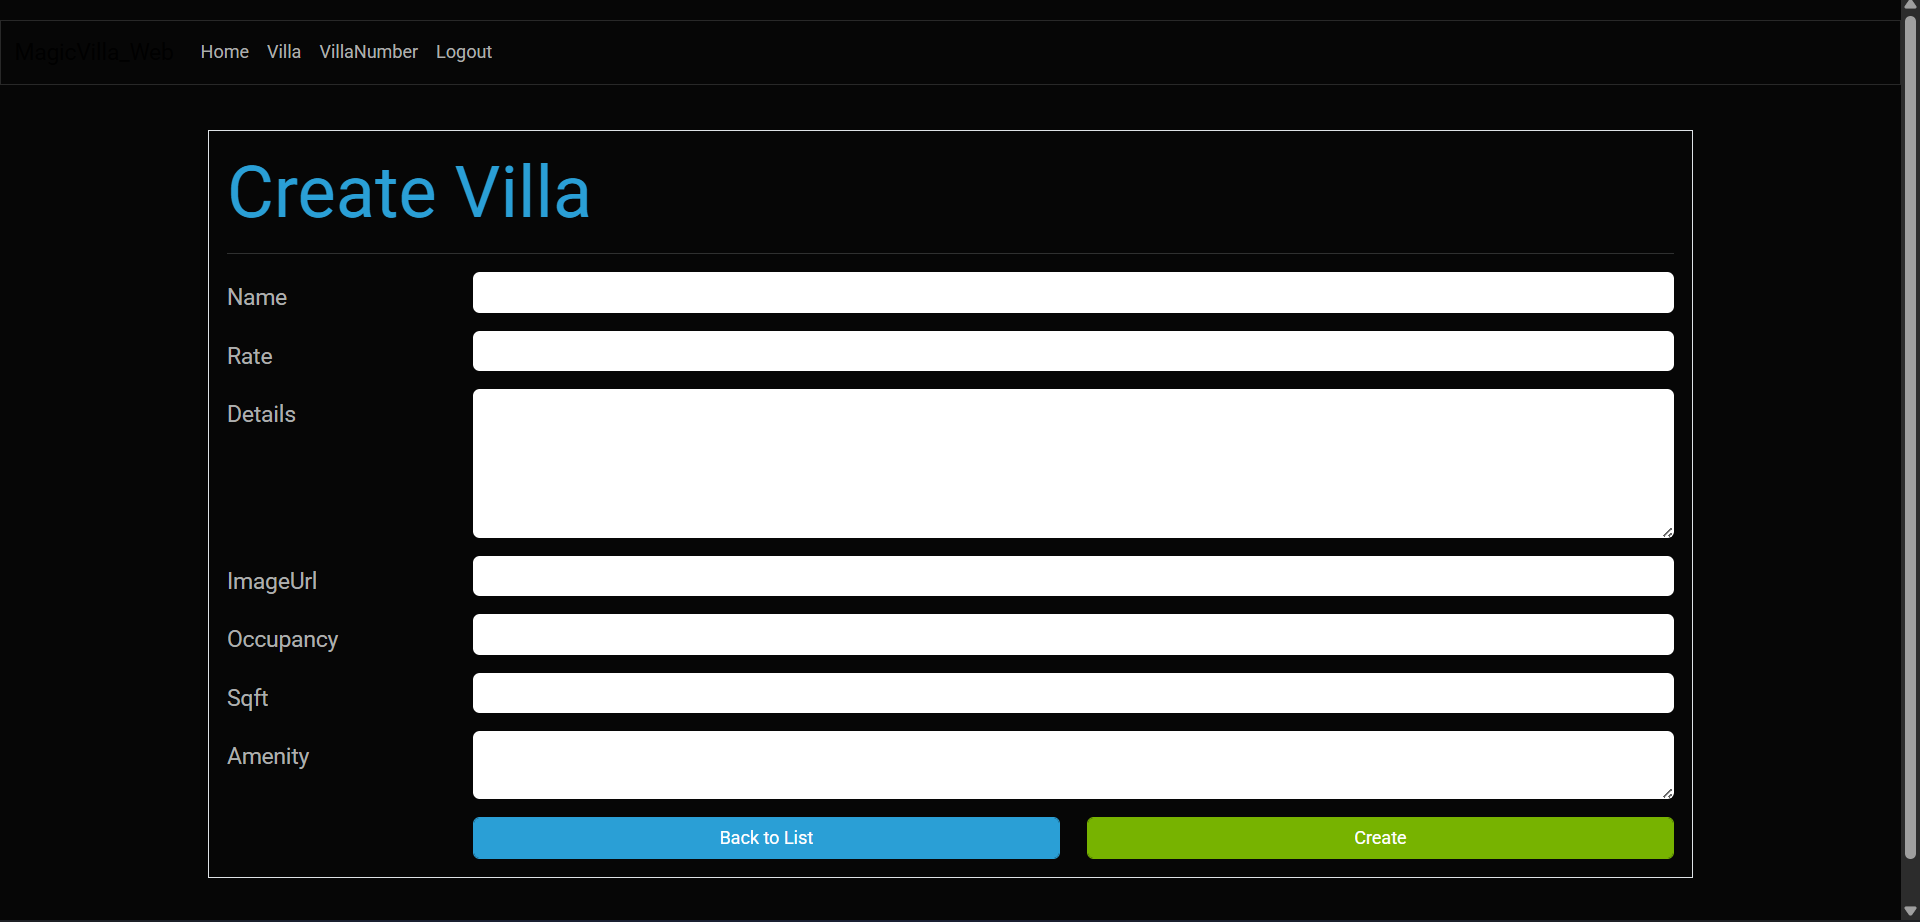 MagicVilla_Web Home Villa VillaNumber Logout
Create Villa
Name
Rate
Details
ImageUrl
Occupancy
Sqft
Amenity
Back to List Create